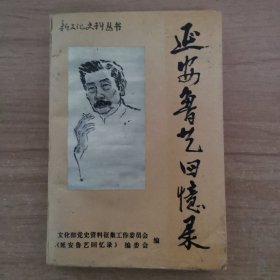 新文化史料丛书
延安鲁艺回憶录
文化部党史资料征集工作委员会
《延安鲁艺回忆录》编委会
编